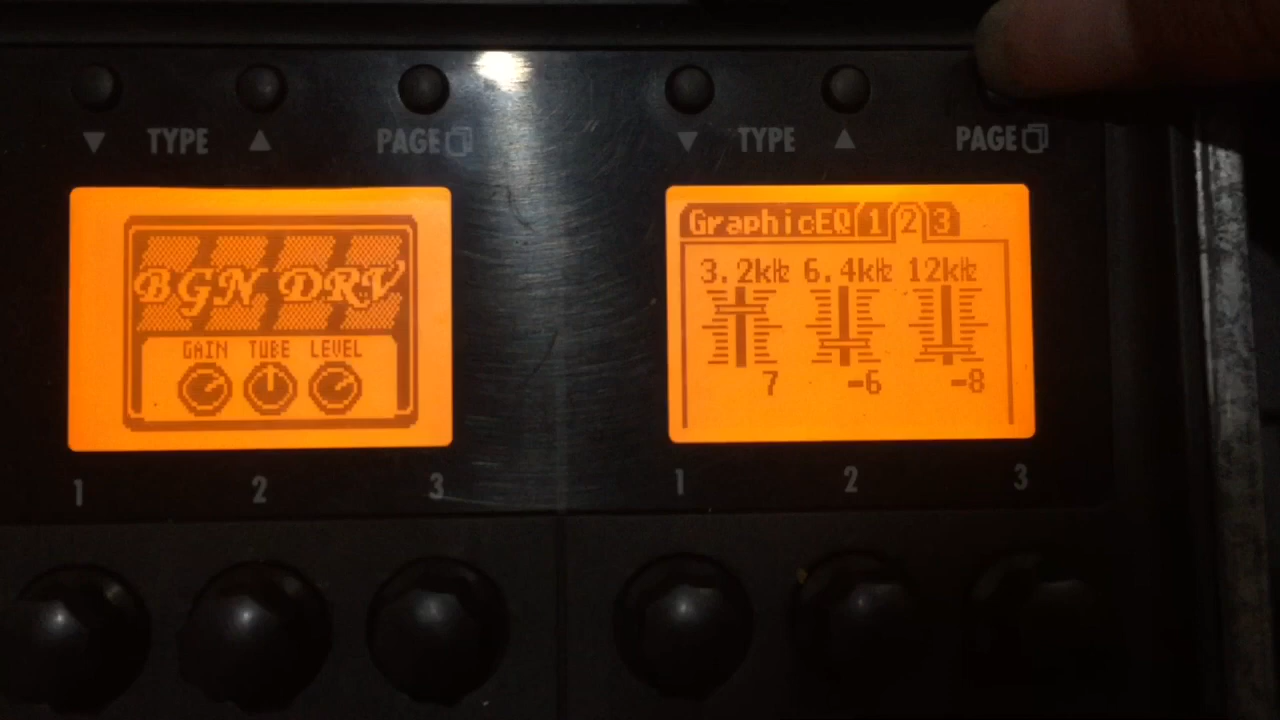 ▼ TYPE ▲ PAGE
▼ TYPE ▲ PAGE
BGN DRV
GAIN TUBE LEVEL
GraphicEQ 1 2 3
3.2kHz 6.4kHz 12kHz
7 -6 -8
1 2 3
1 2 3